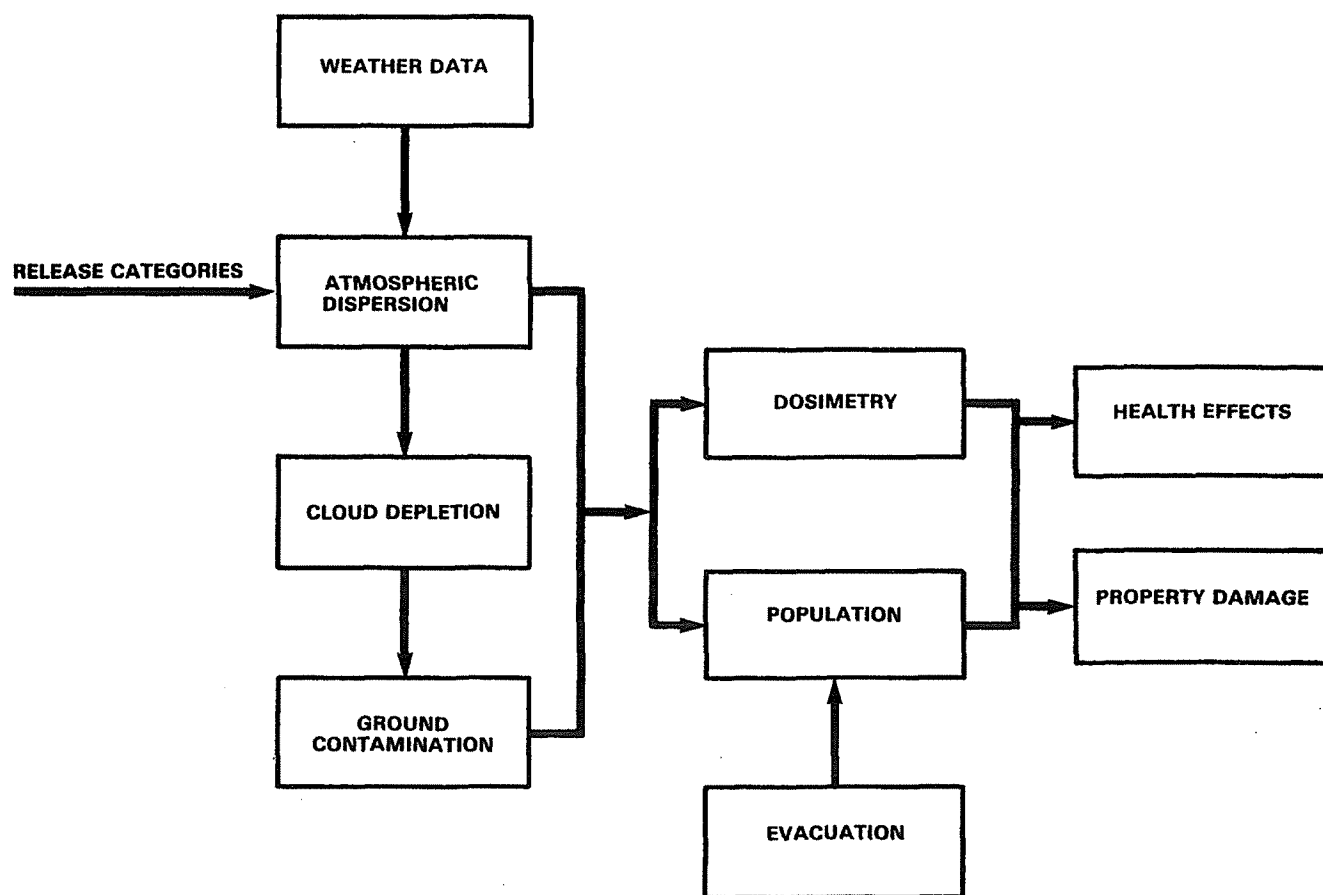 WEATHER DATA
RELEASE CATEGORIES
ATMOSPHERIC
DISPERSION
DOSIMETRY
HEALTH EFFECTS
CLOUD DEPLETION
POPULATION
PROPERTY DAMAGE
GROUND
CONTAMINATION
EVACUATION